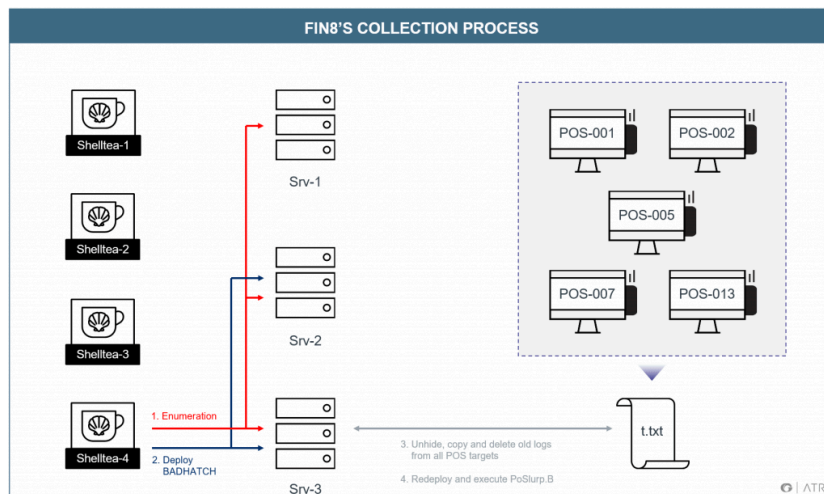 FIN8'S COLLECTION PROCESS
Shelltea-1
Shelltea-2
Shelltea-3
Shelltea-4
1. Enumeration
2. Deploy
BADHATCH
Srv-1
Srv-2
Srv-3
POS-001
POS-002
POS-005
POS-007
POS-013
t.txt
3. Unhide, copy and delete old logs
from all POS targets
4. Redeploy and execute PoSlurp.B
ATR